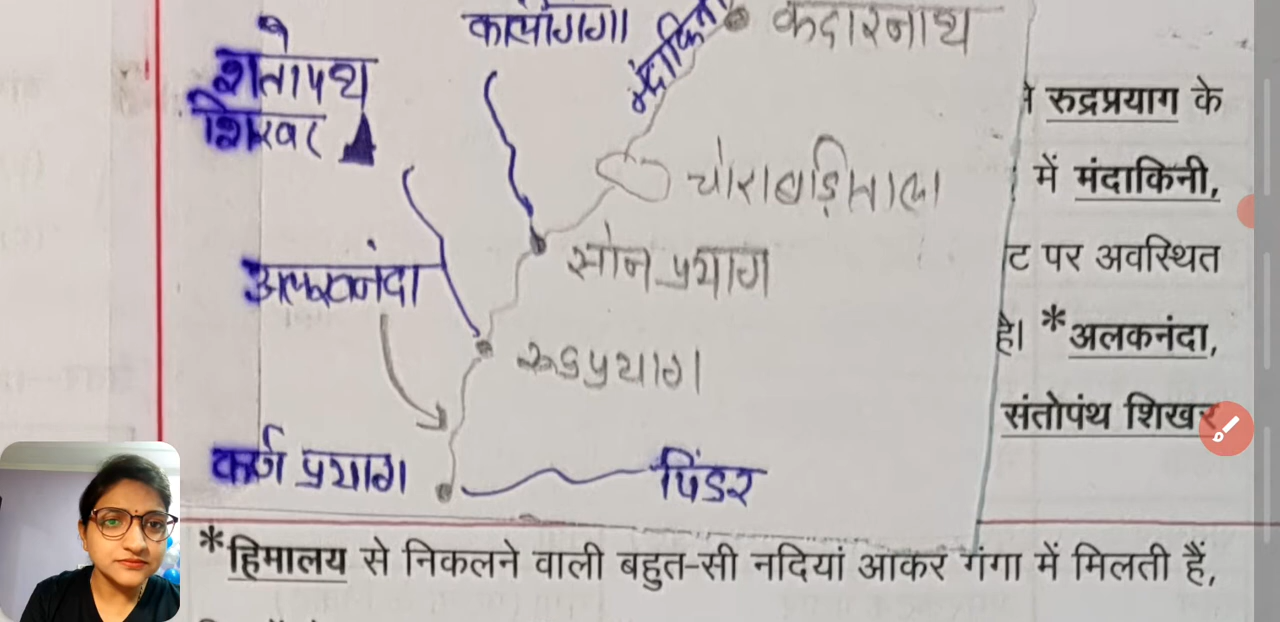 कालीगंगा
मंदाकिनी
केदारनाथ
शतोपथ
शिखर
चोराबाड़ी ताल
सोन प्रयाग
अलकनंदा
रुद्रप्रयाग
कर्ण प्रयाग
पिंडर
रुद्रप्रयाग के
में मंदाकिनी,
ट पर अवस्थित
है। *अलकनंदा,
संतोपंथ शिखर
*हिमालय से निकलने वाली बहुत-सी नदियां आकर गंगा में मिलती हैं,